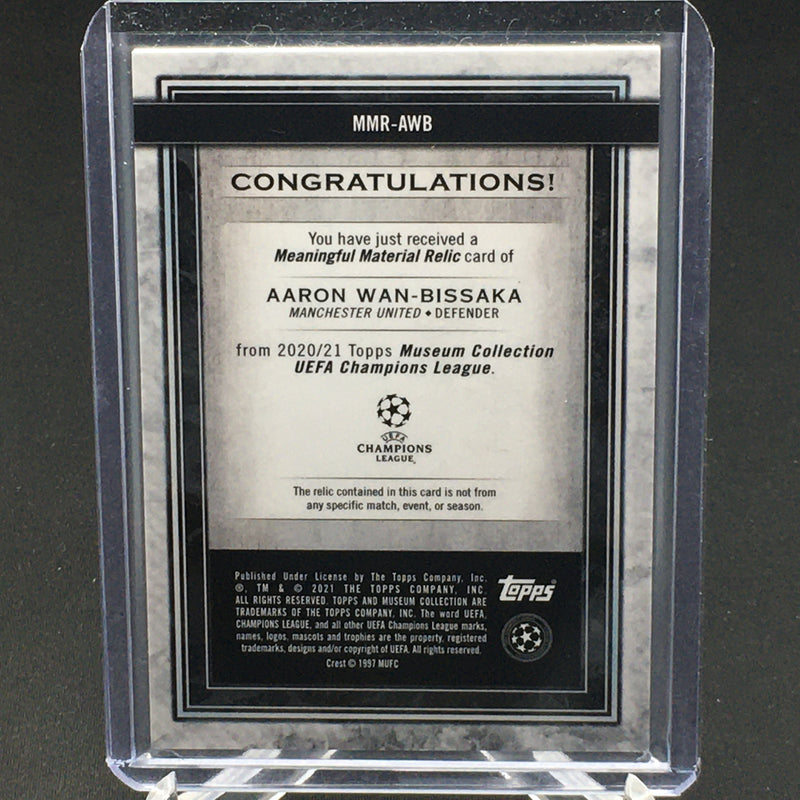 MMR-AWB
CONGRATULATIONS!
You have just received a
Meaningful Material Relic card of
AARON WAN-BISSAKA
MANCHESTER UNITED ◆ DEFENDER
from 2020/21 Topps Museum Collection
UEFA Champions League.
UEFA
CHAMPIONS
LEAGUE
The relic contained in this card is not from
any specific match, event, or season.
Published Under License by The Topps Company, Inc.
®, TM & © 2021 THE TOPPS COMPANY, INC.
ALL RIGHTS RESERVED. TOPPS AND MUSEUM COLLECTION ARE
TRADEMARKS OF THE TOPPS COMPANY, INC. The word UEFA,
CHAMPIONS LEAGUE, and all other UEFA Champions League marks,
names, logos, mascots and trophies are the property, registered
trademarks, designs and/or copyright of UEFA. All rights reserved.
Crest © 1997 MUFC
topps